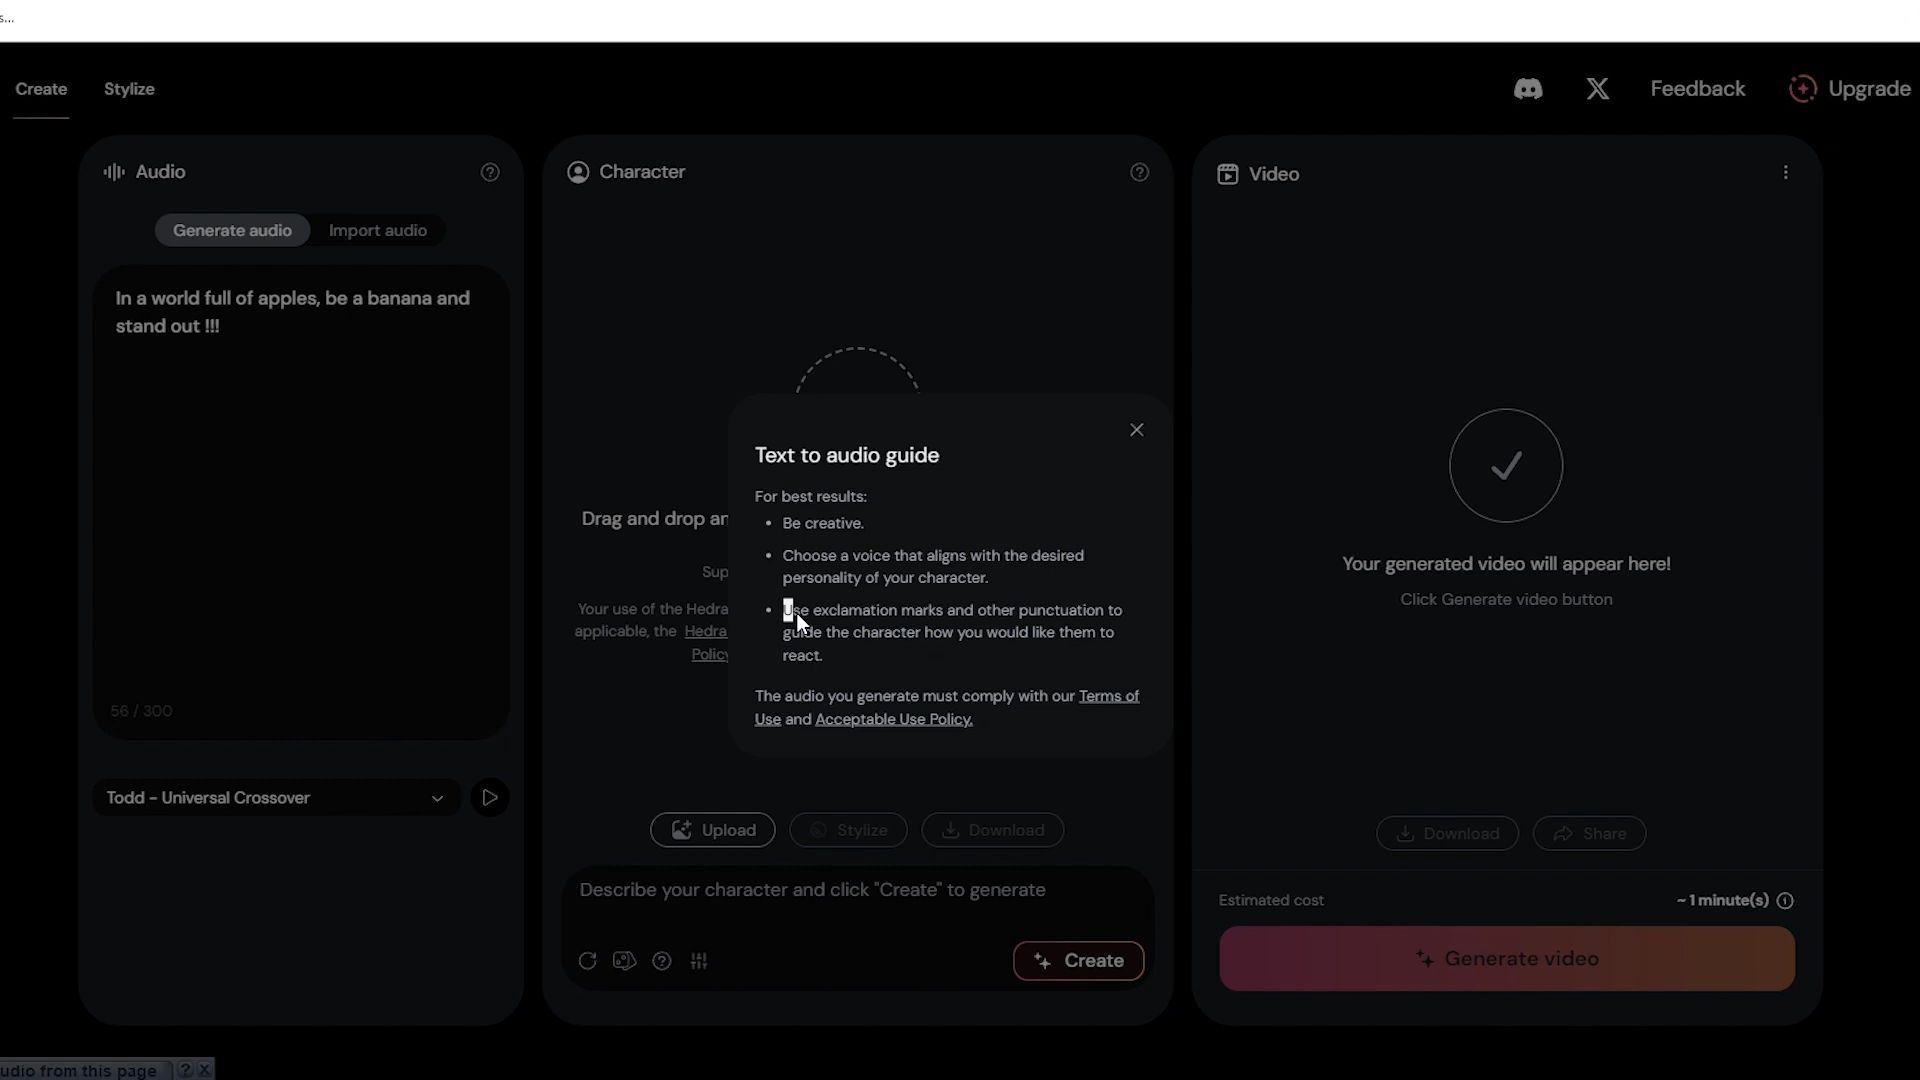 s...
Create
Stylize
Feedback
Upgrade
Audio
Generate audio
Import audio
In a world full of apples, be a banana and
stand out !!!
56 / 300
Todd - Universal Crossover
Character
Drag and drop an
Sup
Your use of the Hedra
applicable, the Hedra
Policy
Text to audio guide
For best results:
• Be creative.
• Choose a voice that aligns with the desired
personality of your character.
• Use exclamation marks and other punctuation to
guide the character how you would like them to
react.
The audio you generate must comply with our Terms of
Use and Acceptable Use Policy.
Upload
Stylize
Download
Describe your character and click "Create" to generate
Create
Video
Your generated video will appear here!
Click Generate video button
Download
Share
Estimated cost
~ 1 minute(s)
Generate video
udio from this page